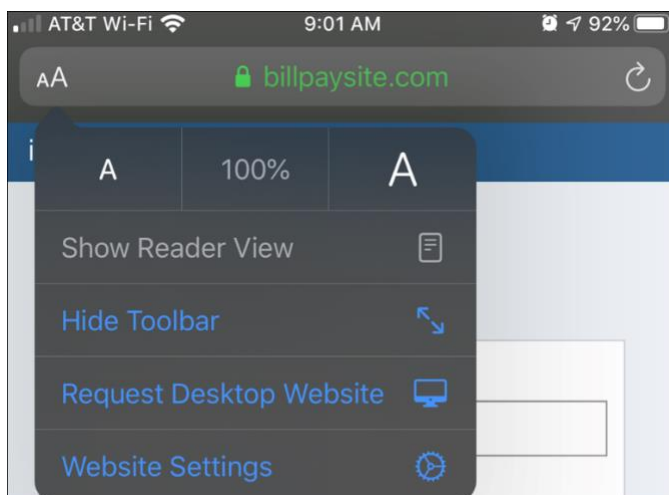 AT&T Wi-Fi 9:01 AM 92%
AA billpaysite.com
i
A 100% A
Show Reader View
Hide Toolbar
Request Desktop Website
Website Settings